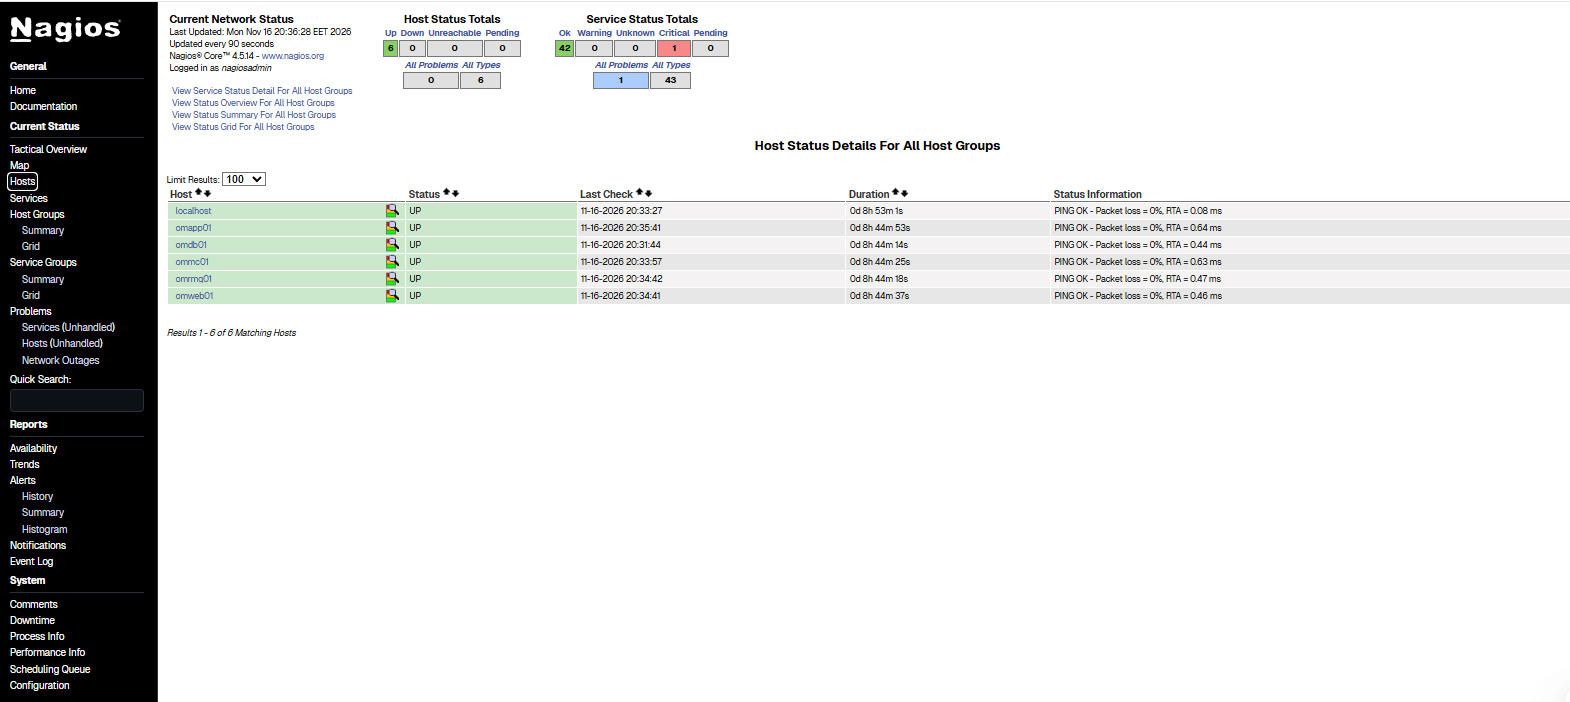 Nagios®
General
Home
Documentation
Current Status
Tactical Overview
Map
Hosts
Services
Host Groups
Summary
Grid
Service Groups
Summary
Grid
Problems
Services (Unhandled)
Hosts (Unhandled)
Network Outages
Quick Search:
Reports
Availability
Trends
Alerts
History
Summary
Histogram
Notifications
Event Log
System
Comments
Downtime
Process Info
Performance Info
Scheduling Queue
Configuration
Current Network Status
Last Updated: Mon Nov 16 20:36:28 EET 2026
Updated every 90 seconds
Nagios® Core™ 4.5.14 - www.nagios.org
Logged in as nagiosadmin
View Service Status Detail For All Host Groups
View Status Overview For All Host Groups
View Status Summary For All Host Groups
View Status Grid For All Host Groups
Host Status Totals
Up Down Unreachable Pending
6 0 0 0
All Problems All Types
0 6
Service Status Totals
Ok Warning Unknown Critical Pending
42 0 0 1 0
All Problems All Types
1 43
Host Status Details For All Host Groups
Limit Results: 100
Host Status Last Check Duration Status Information
localhost UP 11-16-2026 20:33:27 0d 8h 53m 1s PING OK - Packet loss = 0%, RTA = 0.08 ms
omapp01 UP 11-16-2026 20:35:41 0d 8h 44m 53s PING OK - Packet loss = 0%, RTA = 0.64 ms
omdb01 UP 11-16-2026 20:31:44 0d 8h 44m 14s PING OK - Packet loss = 0%, RTA = 0.44 ms
ommc01 UP 11-16-2026 20:33:57 0d 8h 44m 25s PING OK - Packet loss = 0%, RTA = 0.63 ms
omrmq01 UP 11-16-2026 20:34:42 0d 8h 44m 18s PING OK - Packet loss = 0%, RTA = 0.47 ms
omweb01 UP 11-16-2026 20:34:41 0d 8h 44m 37s PING OK - Packet loss = 0%, RTA = 0.46 ms
Results 1 - 6 of 6 Matching Hosts